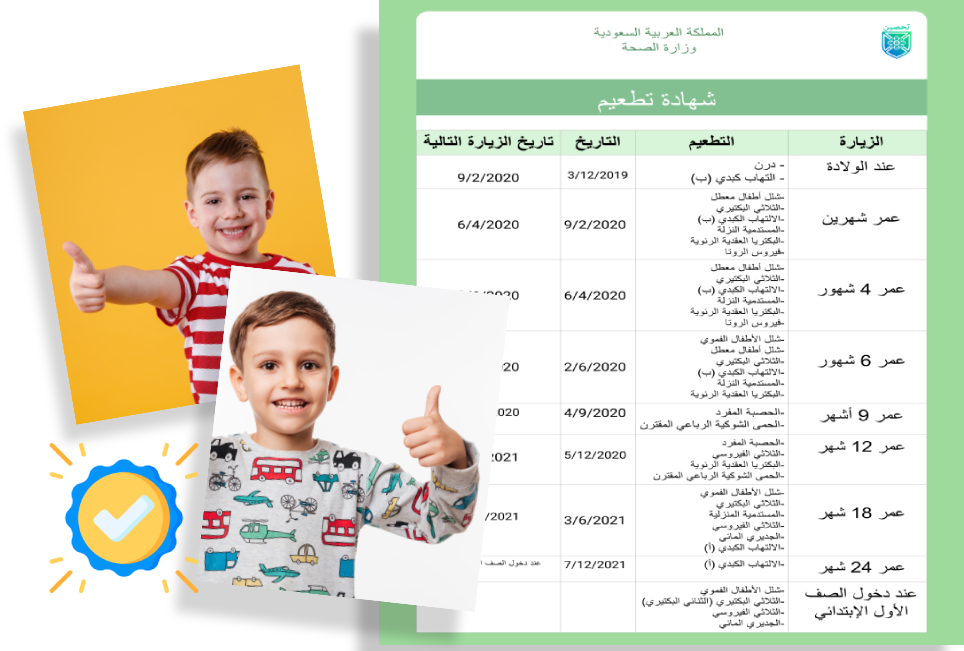 تحصين
المملكة العربية السعودية
وزارة الصحة
شهادة تطعيم
الزيارة التطعيم التاريخ تاريخ الزيارة التالية
عند الولادة
- درن
- التهاب كبدي (ب)
3/12/2019
9/2/2020
عمر شهرين
-شلل أطفال معطل
-الثلاثي البكتيري
-الالتهاب الكبدي (ب)
-المستدمية النزلة
-البكتريا العقدية الرئوية
-فيروس الروتا
9/2/2020
6/4/2020
عمر 4 شهور
-شلل أطفال معطل
-الثلاثي البكتيري
-الالتهاب الكبدي (ب)
-المستدمية النزلة
-البكتريا العقدية الرئوية
-فيروس الروتا
6/4/2020
عمر 6 شهور
-شلل الأطفال الفموي
-شلل أطفال معطل
-الثلاثي البكتيري
-الالتهاب الكبدي (ب)
-المستدمية النزلة
-البكتريا العقدية الرئوية
2/6/2020
20
عمر 9 أشهر
-الحصبة المفرد
-الحمى الشوكية الرباعي المقترن
4/9/2020
020
عمر 12 شهر
-الحصبة المفرد
-الثلاثي الفيروسي
-البكتريا العقدية الرئوية
-الحمى الشوكية الرباعي المقترن
5/12/2020
2021
عمر 18 شهر
-شلل الأطفال الفموي
-الثلاثي البكتيري
-المستدمية المنزلية
-الثلاثي الفيروسي
-الجديري الماني
-الالتهاب الكبدي (أ)
3/6/2021
/2021
عمر 24 شهر
-الالتهاب الكبدي (أ)
7/12/2021
عند دخول الصف
عند دخول الصف
الأول الإبتدائي
-شلل الأطفال الفموي
-الثلاثي البكتيري (الثنائي البكتيري)
-الثلاثي الفيروسي
-الجديري الماني